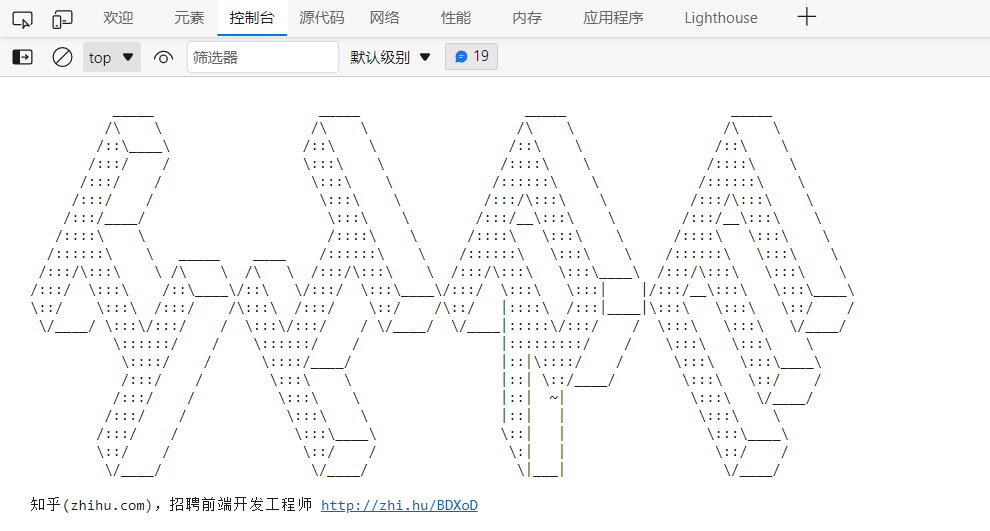 欢迎 元素 控制台 源代码 网络 性能 内存 应用程序 Lighthouse
top 筛选器 默认级别 19
知乎(zhihu.com)，招聘前端开发工程师 http://zhi.hu/BDXoD